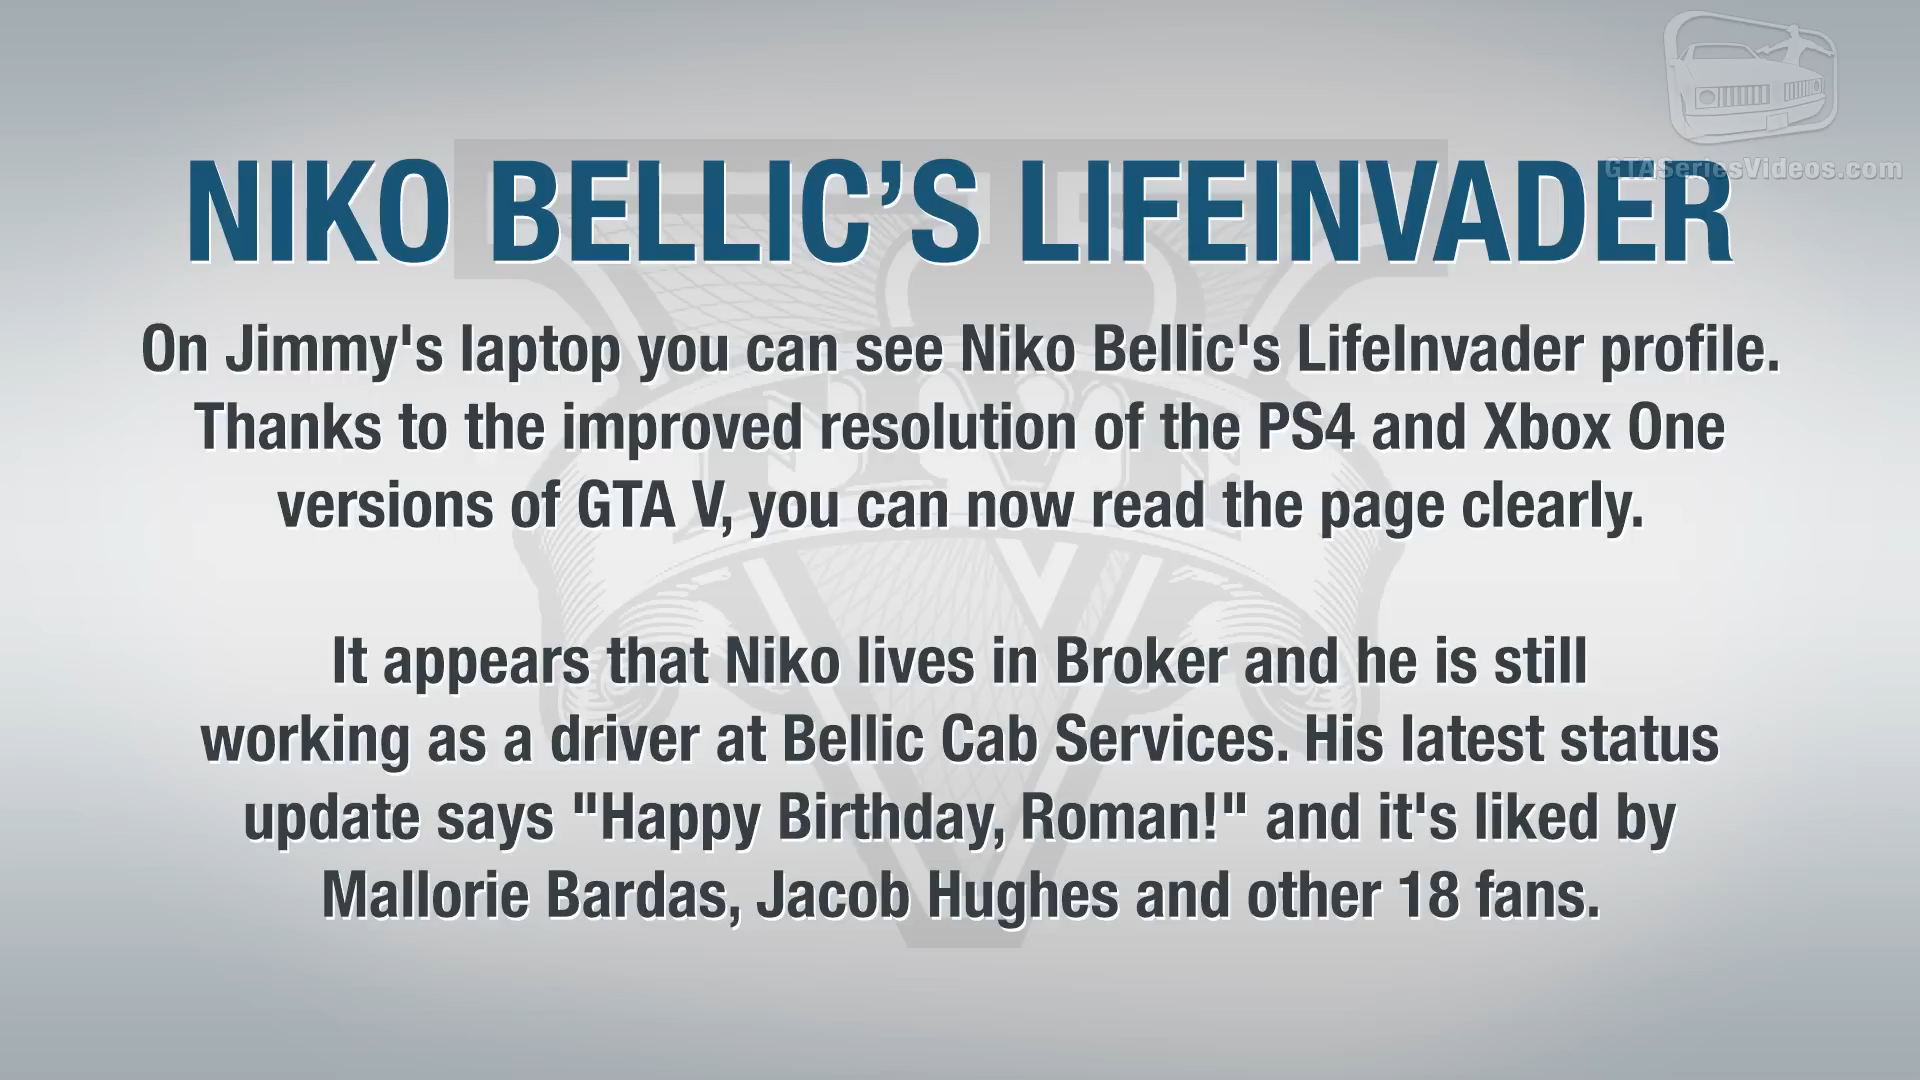 GTASeriesVideos.com
NIKO BELLIC’S LIFEINVADER
On Jimmy's laptop you can see Niko Bellic's LifeInvader profile.
Thanks to the improved resolution of the PS4 and Xbox One
versions of GTA V, you can now read the page clearly.
It appears that Niko lives in Broker and he is still
working as a driver at Bellic Cab Services. His latest status
update says "Happy Birthday, Roman!" and it's liked by
Mallorie Bardas, Jacob Hughes and other 18 fans.
FIVE